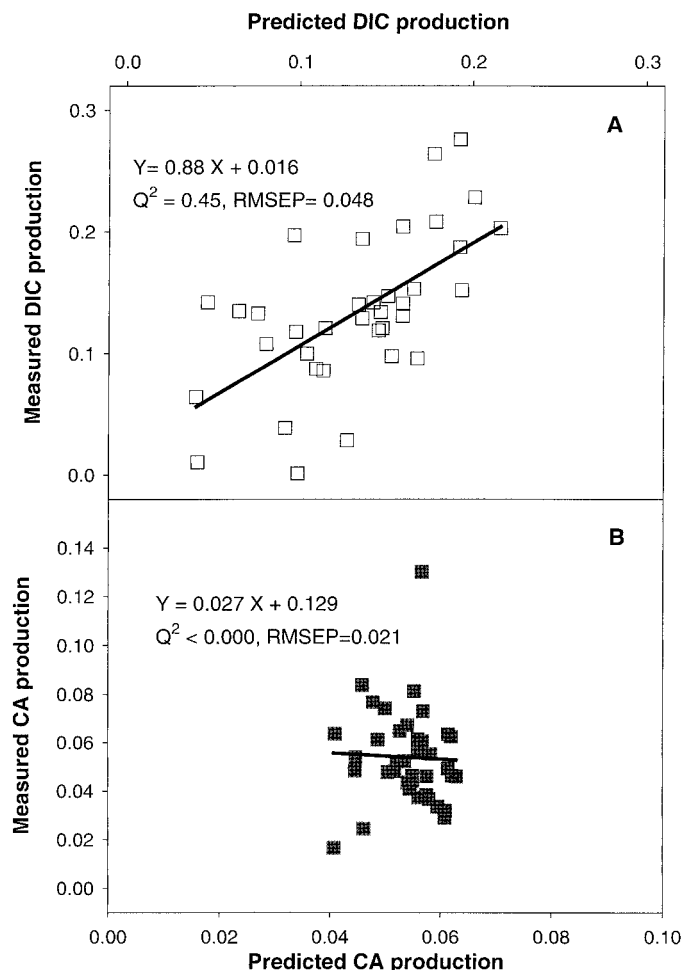 Predicted DIC production
0.0 0.1 0.2 0.3
A
Y= 0.88 X + 0.016
Q² = 0.45, RMSEP= 0.048
Measured DIC production
0.3
0.2
0.1
0.0
B
Y = 0.027 X + 0.129
Q² < 0.000, RMSEP=0.021
Measured CA production
0.14
0.12
0.10
0.08
0.06
0.04
0.02
0.00
0.00 0.02 0.04 0.06 0.08 0.10
Predicted CA production